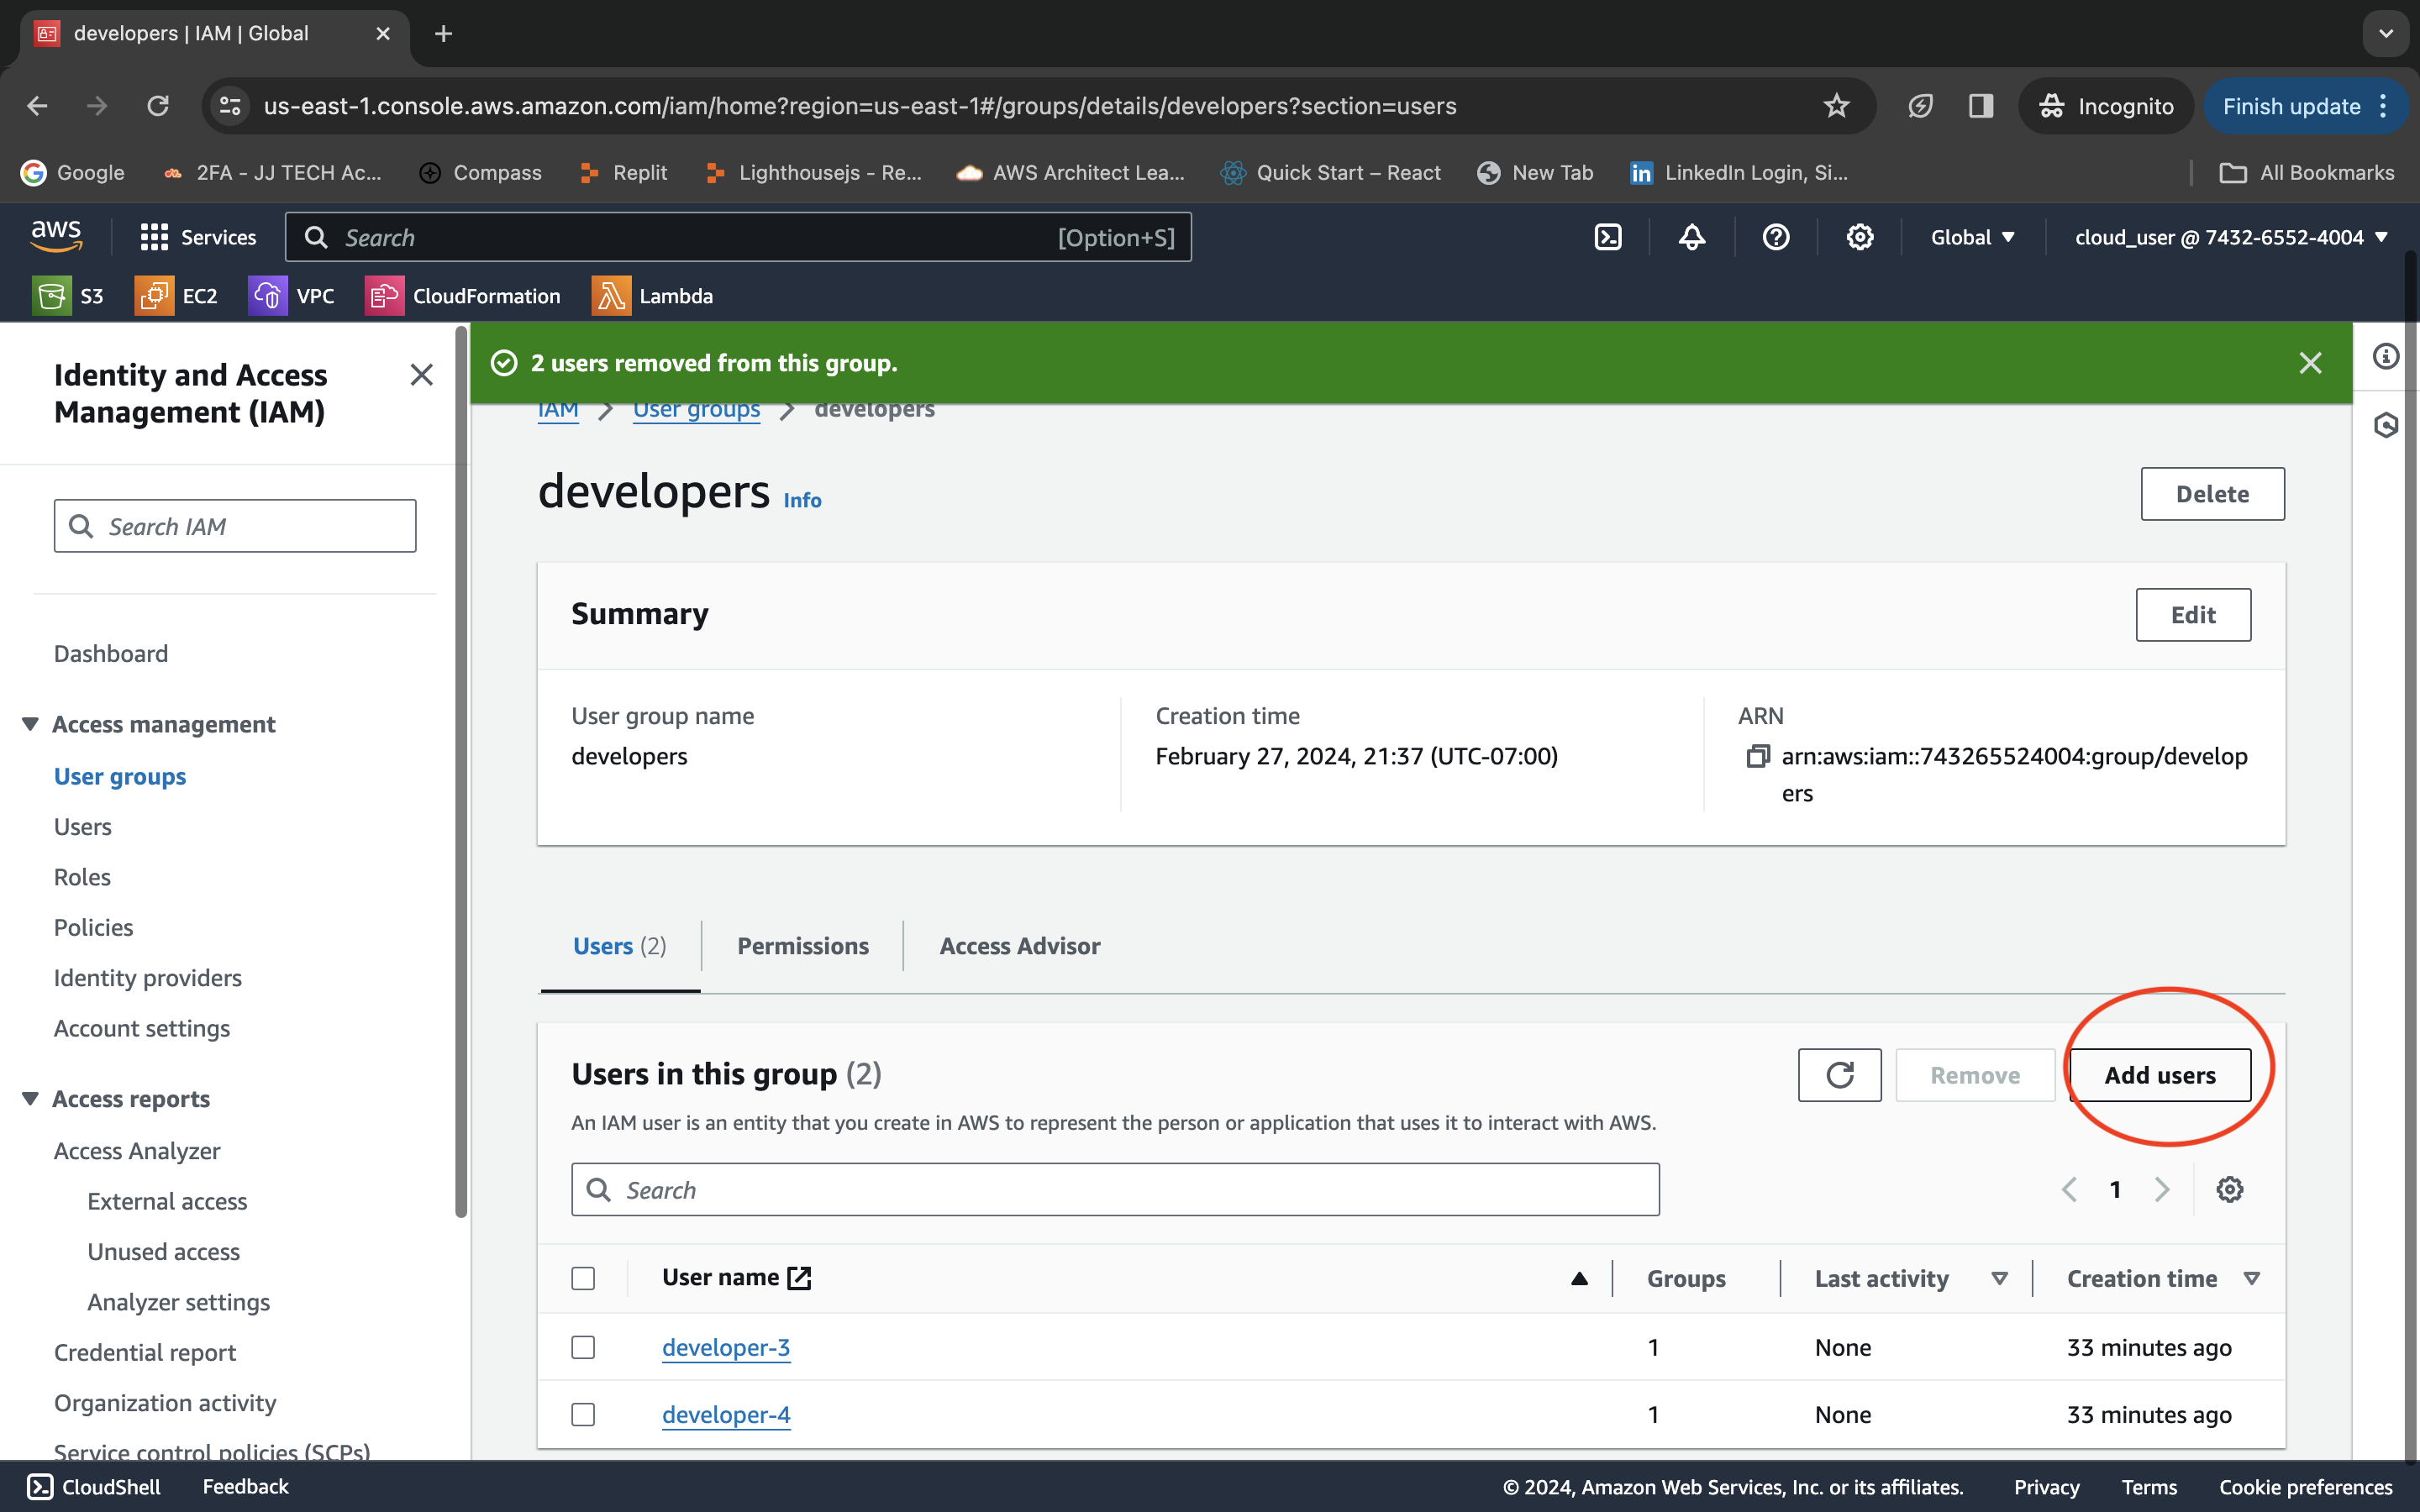 developers | IAM | Global
us-east-1.console.aws.amazon.com/iam/home?region=us-east-1#/groups/details/developers?section=users
Incognito
Finish update
Google
2FA - JJ TECH Ac...
Compass
Replit
Lighthousejs - Re...
AWS Architect Lea...
Quick Start – React
New Tab
LinkedIn Login, Si...
All Bookmarks
aws
Services
Search
[Option+S]
Global
cloud_user @ 7432-6552-4004
S3
EC2
VPC
CloudFormation
Lambda
Identity and Access
Management (IAM)
Search IAM
Dashboard
Access management
User groups
Users
Roles
Policies
Identity providers
Account settings
Access reports
Access Analyzer
External access
Unused access
Analyzer settings
Credential report
Organization activity
Service control policies (SCPs)
2 users removed from this group.
IAM
User groups
developers
developers Info
Delete
Summary
Edit
User group name
developers
Creation time
February 27, 2024, 21:37 (UTC-07:00)
ARN
arn:aws:iam::743265524004:group/develop
ers
Users (2)
Permissions
Access Advisor
Users in this group (2)
Remove
Add users
An IAM user is an entity that you create in AWS to represent the person or application that uses it to interact with AWS.
Search
1
User name
Groups
Last activity
Creation time
developer-3
1
None
33 minutes ago
developer-4
1
None
33 minutes ago
CloudShell
Feedback
© 2024, Amazon Web Services, Inc. or its affiliates.
Privacy
Terms
Cookie preferences